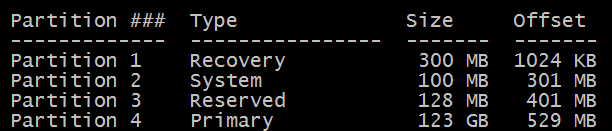 Partition ###  Type              Size     Offset
-------------  ----------------  -------  -------
Partition 1    Recovery           300 MB  1024 KB
Partition 2    System             100 MB   301 MB
Partition 3    Reserved           128 MB   401 MB
Partition 4    Primary            123 GB   529 MB